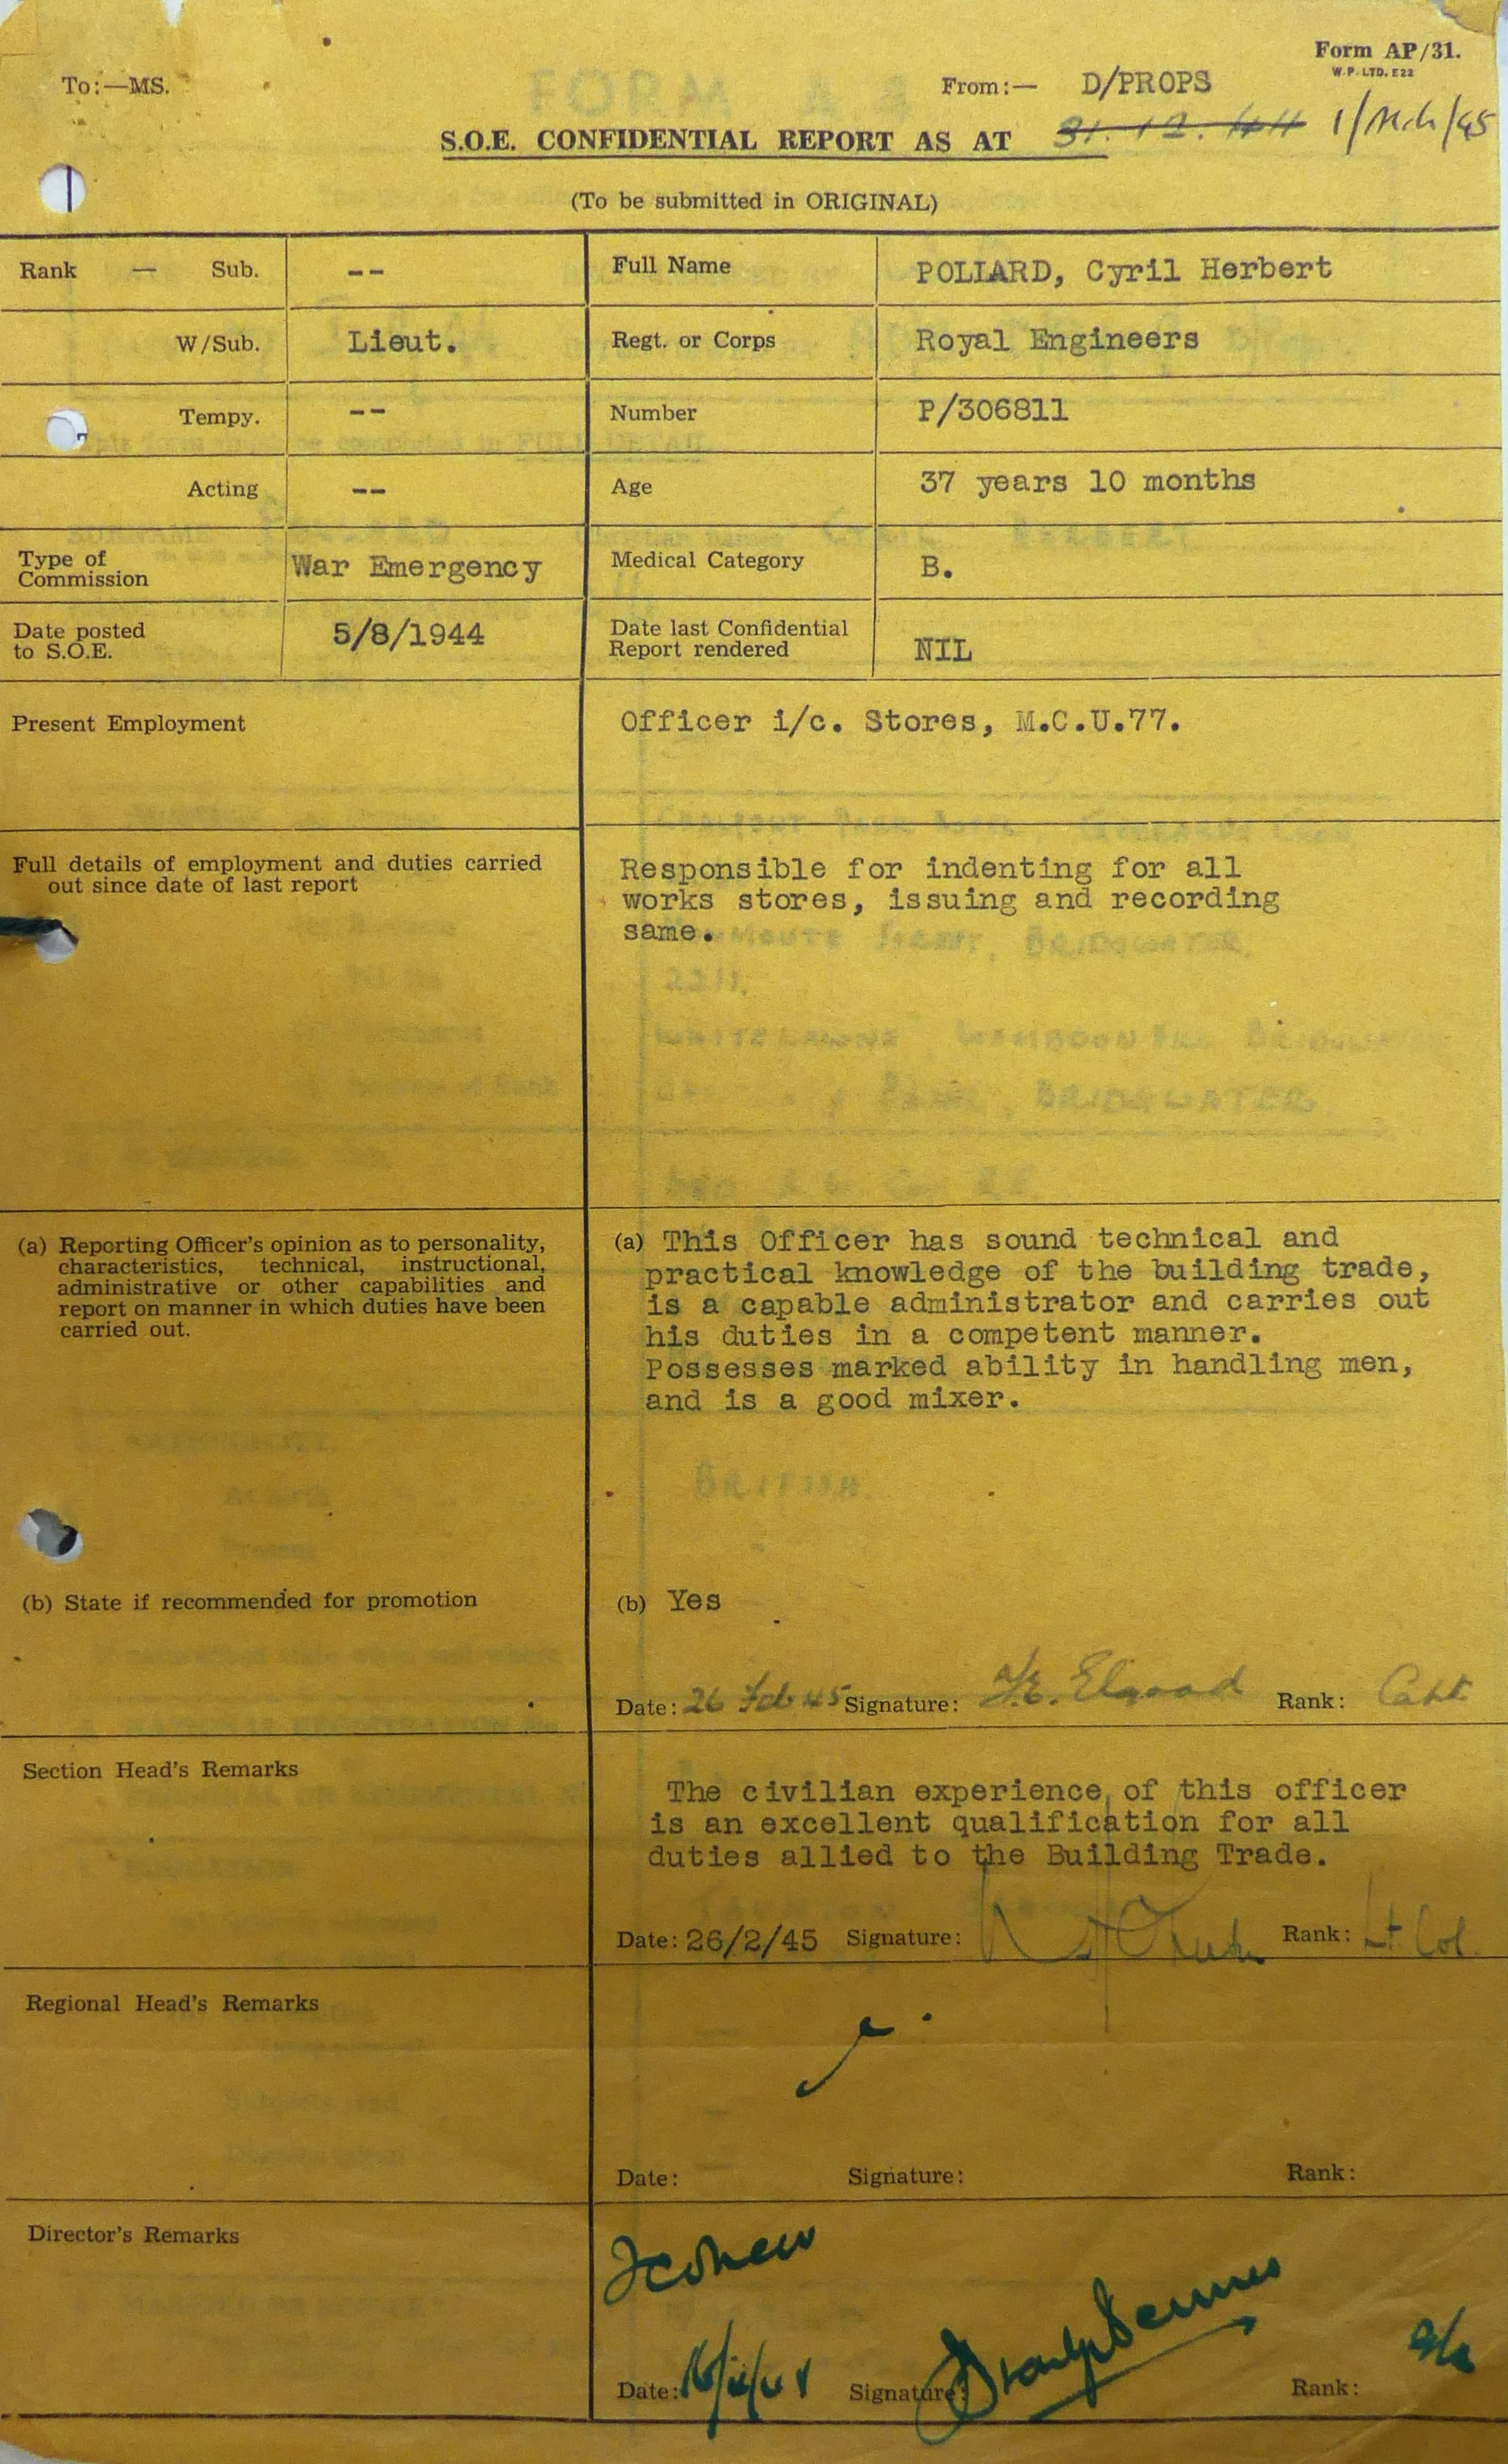 Form AP/31.
W.P. LTD. E22
To:—MS.
From:— D/PROPS
S.O.E. CONFIDENTIAL REPORT AS AT 31.12.44 1/Mch/45
(To be submitted in ORIGINAL)
Rank — Sub. -- Full Name POLIARD, Cyril Herbert
W/Sub. Lieut. Regt. or Corps Royal Engineers
Tempy. -- Number P/306811
Acting -- Age 37 years 10 months
Type of
Commission War Emergency Medical Category B.
Date posted
to S.O.E. 5/8/1944 Date last Confidential
Report rendered NIL
Present Employment Officer i/c. Stores, M.C.U.77.
Full details of employment and duties carried
out since date of last report
Responsible for indenting for all
works stores, issuing and recording
same.
(a) Reporting Officer's opinion as to personality,
characteristics, technical, instructional,
administrative or other capabilities and
report on manner in which duties have been
carried out.
(a) This Officer has sound technical and
practical knowledge of the building trade,
is a capable administrator and carries out
his duties in a competent manner.
Possesses marked ability in handling men,
and is a good mixer.
(b) State if recommended for promotion
(b) Yes
Date: 26 Feb 45 Signature: Elgood Rank: Capt
Section Head's Remarks
The civilian experience of this officer
is an excellent qualification for all
duties allied to the Building Trade.
Date: 26/2/45 Signature: Rank: Lt Col.
Regional Head's Remarks
Date: Signature: Rank:
Director's Remarks
Date: Signature: Rank: